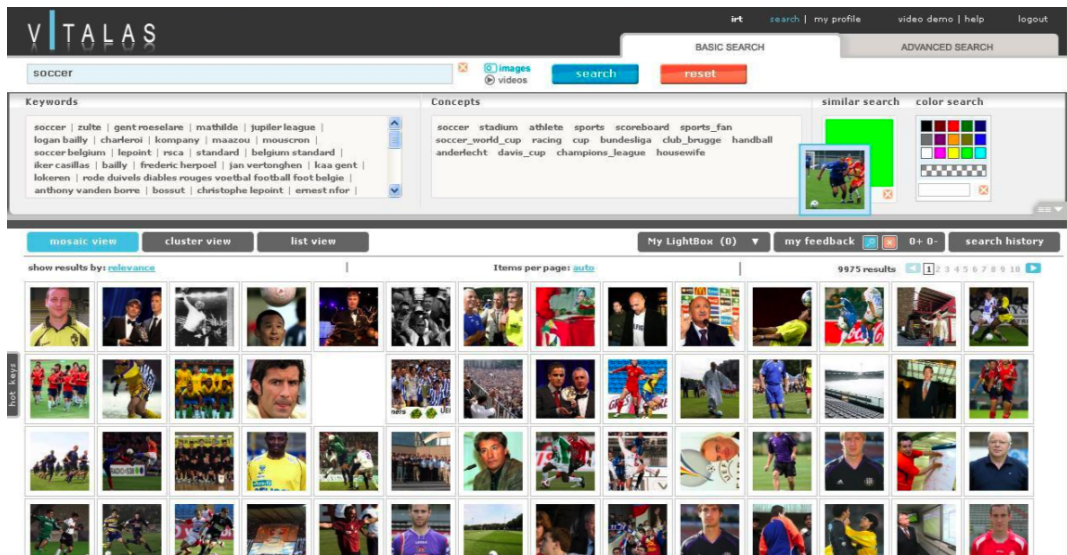 VITALAS
irt search | my profile video demo | help logout
BASIC SEARCH ADVANCED SEARCH
soccer
images
videos
search
reset
Keywords Concepts similar search color search
soccer | zulte | gent roeselare | mathilde | jupiler league |
logan bailly | charleroi | kompany | maazou | mouscron |
soccer belgium | lepoint | rsca | standard | belgium standard |
iker casillas | bailly | frederic herpoel | jan vertonghen | kaa gent |
lokeren | rode duivels diables rouges voetbal football foot belgie |
anthony vanden borre | bossut | christophe lepoint | ernest nfor |
soccer stadium athlete sports scoreboard sports_fan
soccer_world_cup racing cup bundesliga club_brugge handball
anderlecht davis_cup champions_league housewife
mosaic view cluster view list view My LightBox (0) ▼ my feedback 0+ 0- search history
show results by: relevance | Items per page: auto | 9975 results 1 2 3 4 5 6 7 8 9 10
hot keys